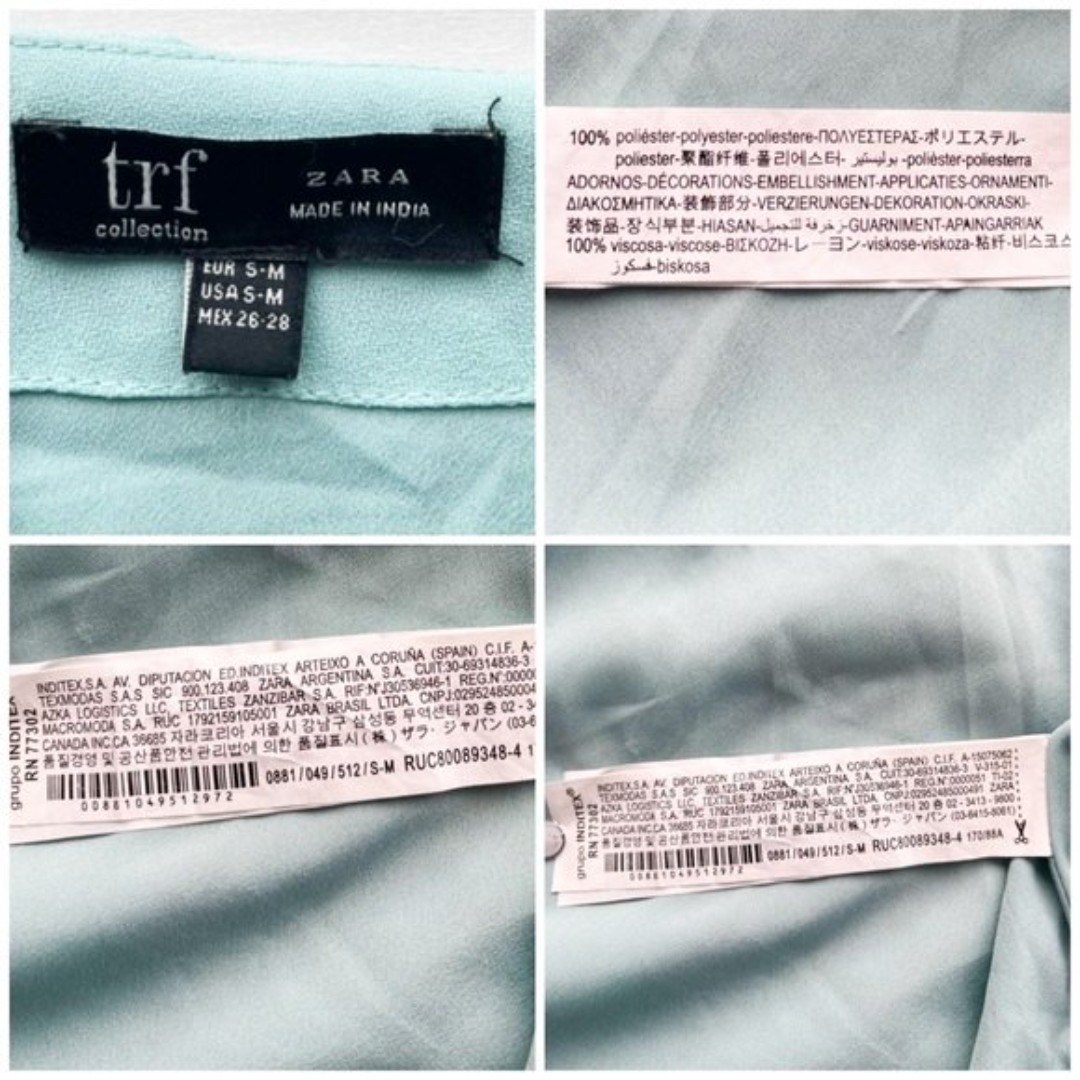 trf
collection
ZARA
MADE IN INDIA
EUR S-M
USA S-M
MEX 26-28
100% poliéster-polyester-poliestere-ΠΟΛΥΕΣΤΕΡΑΣ-ポリエステル-
poliester-聚酯纤维-폴리에스터- بوليستير -polièster-poliesterra
ADORNOS-DÉCORATIONS-EMBELLISHMENT-APPLICATIES-ORNAMENTI-
ΔΙΑΚΟΣΜΗΤΙΚΑ-装飾部分-VERZIERUNGEN-DEKORATION-OKRASKI-
装饰品-장식부분-HIASAN-زخرفة للتجميل-GUARNIMENT-APAINGARRIAK
100% viscosa-viscose-ΒΙΣΚΟΖΗ-レーヨン-viskose-viskoza-粘纤-비스코스
فسكوز-biskosa
grupo INDITEX
RN 77302
INDITEX,S.A. AV. DIPUTACION ED.INDITEX ARTEIXO A CORUÑA (SPAIN) C.I.F. A-
TEXMODAS S.A.S SIC 900.123.408 ZARA ARGENTINA S.A. CUIT:30-69314836-3
AZKA LOGISTICS LLC, TEXTILES ZANZIBAR S.A. RIF:N°J30536946-1 REG.N°:0000
MACROMODA S.A. RUC 1792159105001 ZARA BRASIL LTDA. CNPJ:029524850004
CANADA INC.CA 36685 자라코리아 서울시 강남구 삼성동 무역센터 20 층 02 - 34
품질경영 및 공산품안전 관리법에 의한 품질표시 (株) ザラ・ジャパン (03-6
0881/049/512/S-M RUC80089348-4 17
00881049512972
grupo INDITEX
RN 77302
INDITEX,S.A. AV. DIPUTACION ED.INDITEX ARTEIXO A CORUÑA (SPAIN) C.I.F. A-15075062
TEXMODAS S.A.S SIC 900.123.408 ZARA ARGENTINA S.A. CUIT:30-69314836-3 V-315-01
AZKA LOGISTICS LLC, TEXTILES ZANZIBAR S.A. RIF:N°J30536946-1 REG.N°:0000051 TI-02
MACROMODA S.A. RUC 1792159105001 ZARA BRASIL LTDA. CNPJ:02952485000401
CANADA INC.CA 36685 자라코리아 서울시 강남구 삼성동 무역센터 20 층 02 - 3413 - 9800
품질경영 및 공산품안전 관리법에 의한 품질표시 (株) ザラ・ジャパン (03-6415-8061)
0881/049/512/S-M RUC80089348-4 170/88A
00881049512972